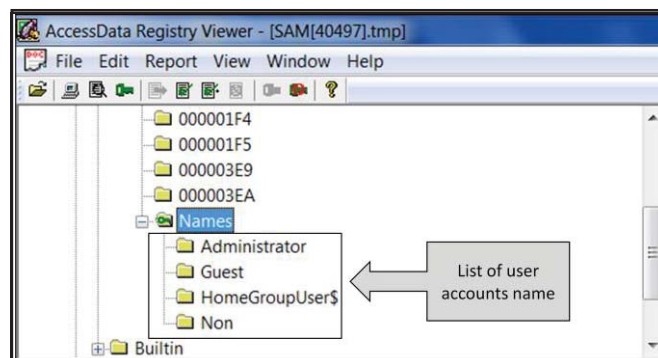 AccessData Registry Viewer - [SAM[40497].tmp]
DOC
File Edit Report View Window Help
000001F4
000001F5
000003E9
000003EA
Names
Administrator
Guest
HomeGroupUser$
Non
Builtin
List of user
accounts name